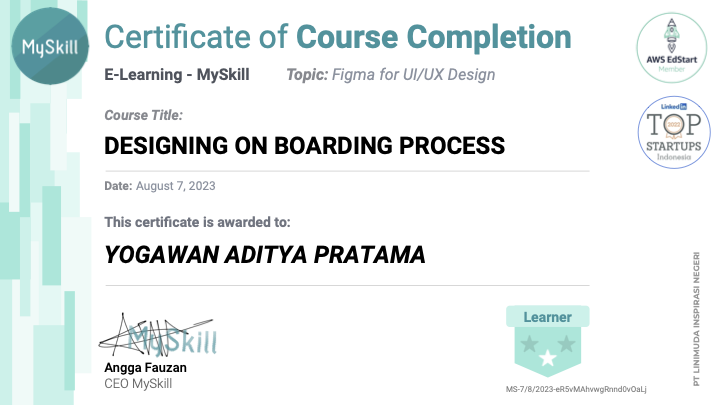 MySkill
Certificate of Course Completion
E-Learning - MySkill Topic: Figma for UI/UX Design
AWS EdStart
Member
LinkedIn
TOP
2022
STARTUPS
Indonesia
Course Title:
DESIGNING ON BOARDING PROCESS
Date: August 7, 2023
This certificate is awarded to:
YOGAWAN ADITYA PRATAMA
PT LINIMUDA INSPIRASI NEGERI
MySkill
Angga Fauzan
CEO MySkill
Learner
MS-7/8/2023-eR5vMAhvwgRnnd0vOaLj